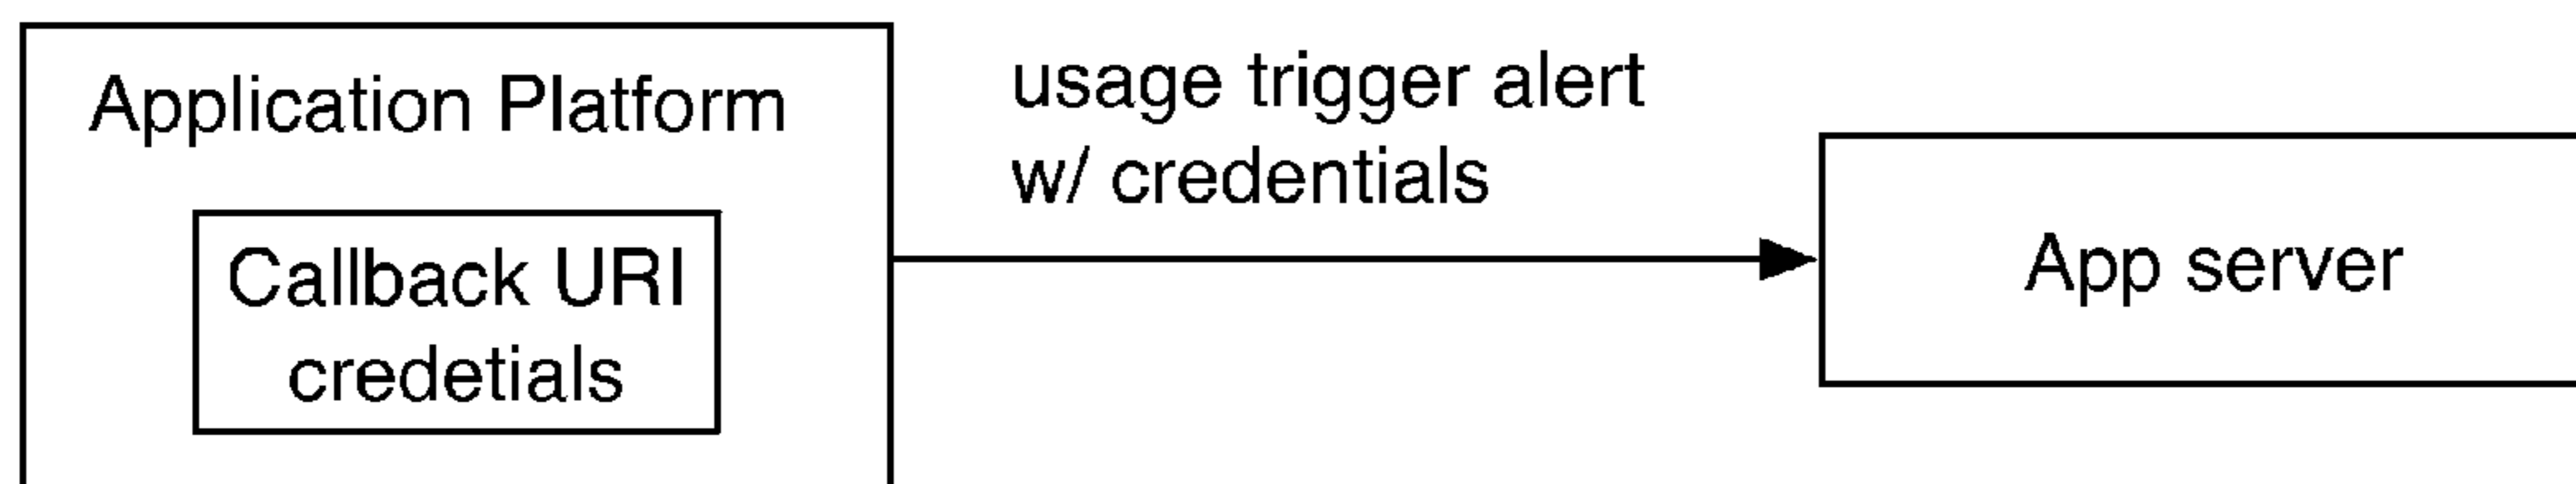 Application Platform
Callback URI
credetials
usage trigger alert
w/ credentials
App server